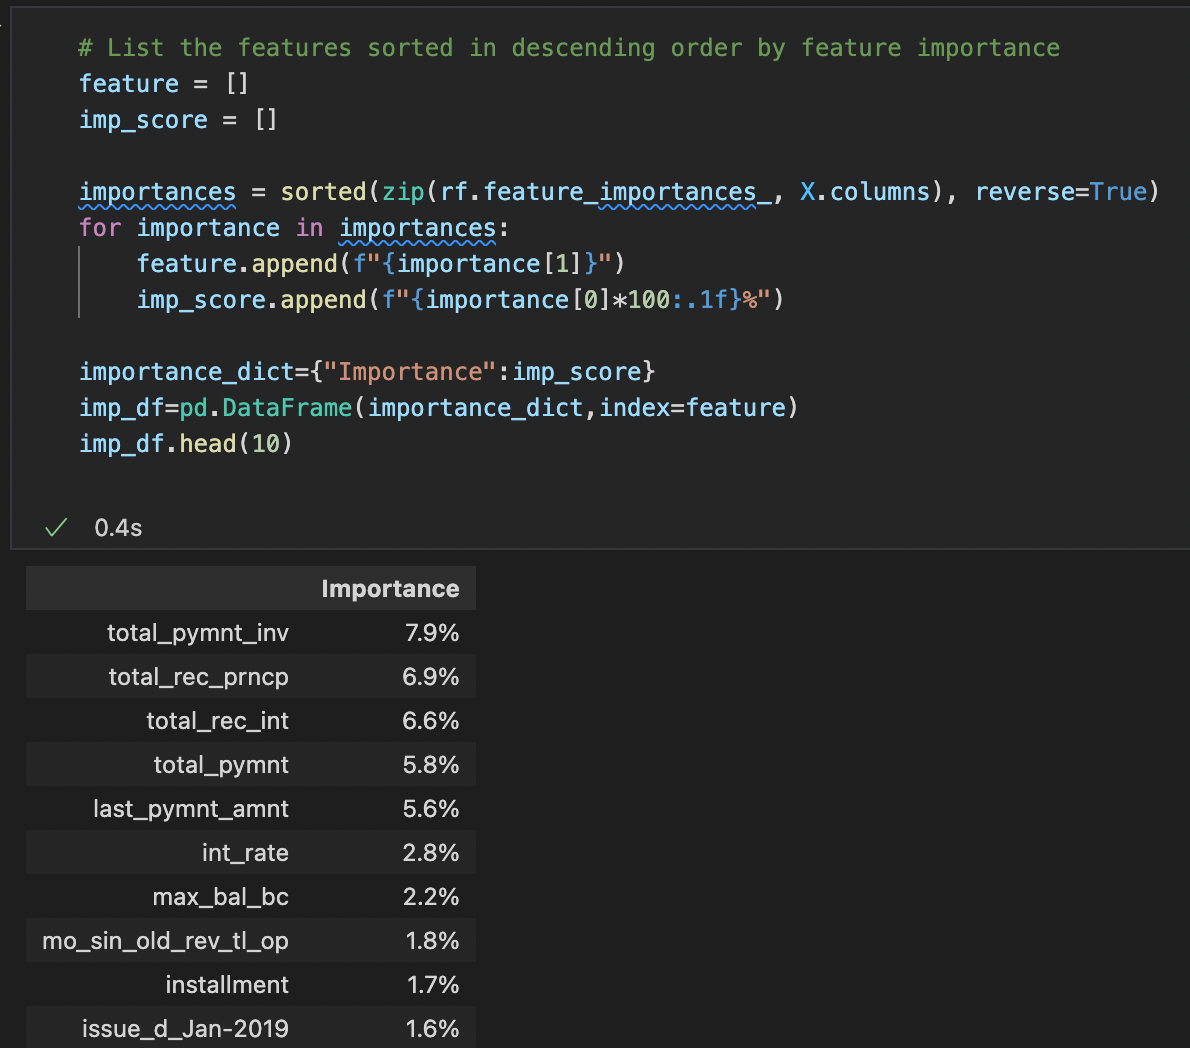 # List the features sorted in descending order by feature importance
feature = []
imp_score = []
importances = sorted(zip(rf.feature_importances_, X.columns), reverse=True)
for importance in importances:
    feature.append(f"{importance[1]}")
    imp_score.append(f"{importance[0]*100:.1f}%")
importance_dict={"Importance":imp_score}
imp_df=pd.DataFrame(importance_dict,index=feature)
imp_df.head(10)
0.4s
Importance
total_pymnt_inv 7.9%
total_rec_prncp 6.9%
total_rec_int 6.6%
total_pymnt 5.8%
last_pymnt_amnt 5.6%
int_rate 2.8%
max_bal_bc 2.2%
mo_sin_old_rev_tl_op 1.8%
installment 1.7%
issue_d_Jan-2019 1.6%